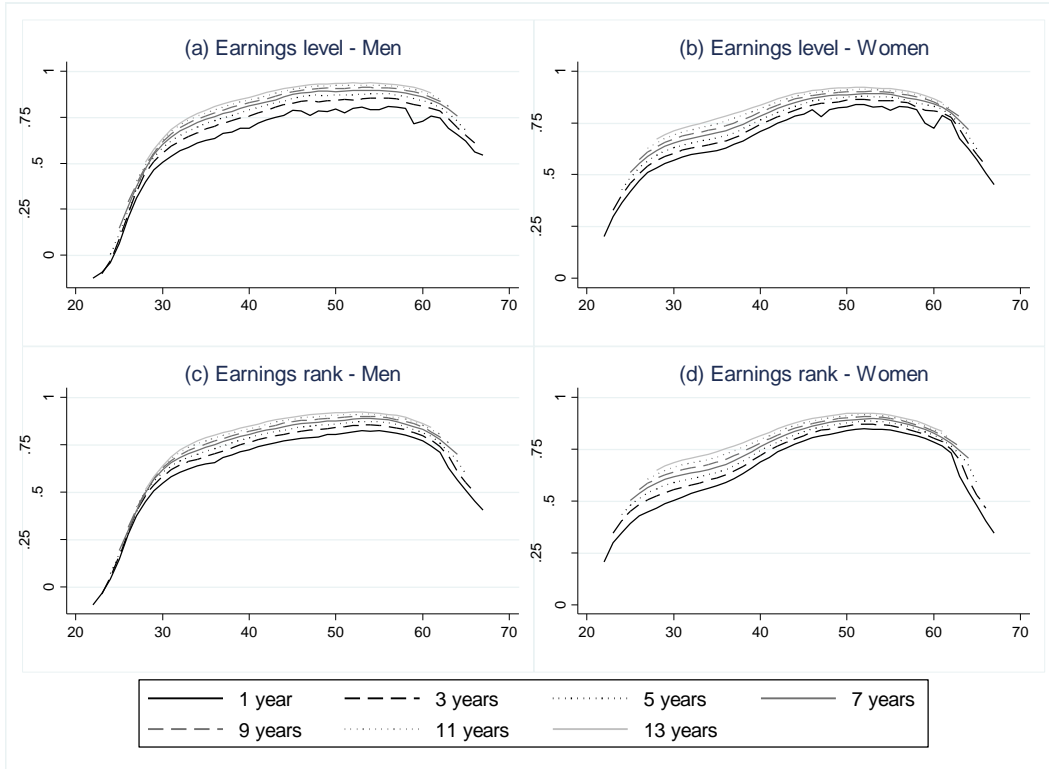 (a) Earnings level - Men
1
.75
.5
.25
0
20 30 40 50 60 70
(b) Earnings level - Women
1
.75
.5
.25
0
20 30 40 50 60 70
(c) Earnings rank - Men
1
.75
.5
.25
0
20 30 40 50 60 70
(d) Earnings rank - Women
1
.75
.5
.25
0
20 30 40 50 60 70
1 year 3 years 5 years 7 years
9 years 11 years 13 years